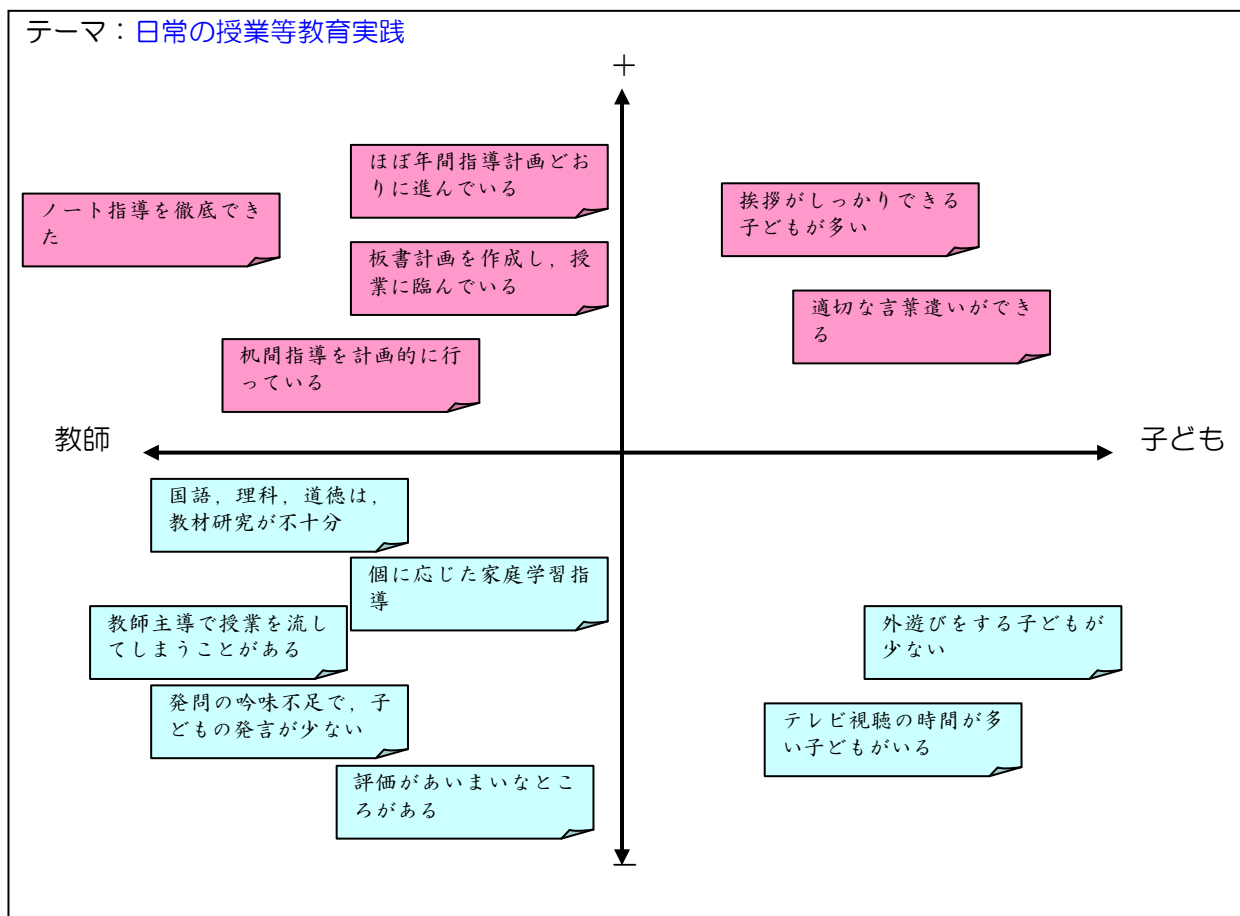 テーマ：日常の授業等教育実践
＋
ほぼ年間指導計画どお
りに進んでいる
挨拶がしっかりできる
子どもが多い
ノート指導を徹底でき
た
板書計画を作成し，授
業に臨んでいる
適切な言葉遣いができ
る
机間指導を計画的に行
っている
教師
子ども
国語，理科，道徳は，
教材研究が不十分
個に応じた家庭学習指
導
教師主導で授業を流し
てしまうことがある
外遊びをする子どもが
少ない
発問の吟味不足で，子
どもの発言が少ない
テレビ視聴の時間が多
い子どもがいる
評価があいまいなとこ
ろがある
－